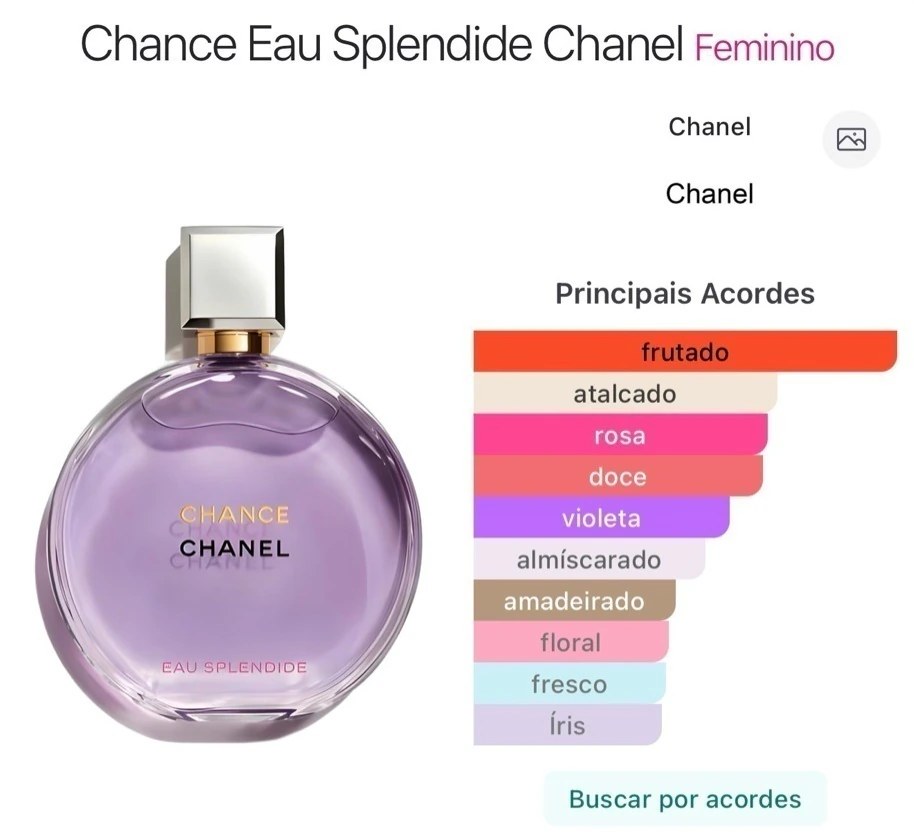 Chance Eau Splendide Chanel Feminino
Chanel
Chanel
Principais Acordes
frutado
atalcado
rosa
doce
violeta
almíscarado
amadeirado
floral
fresco
Íris
Buscar por acordes
CHANCE
CHANEL
EAU SPLENDIDE